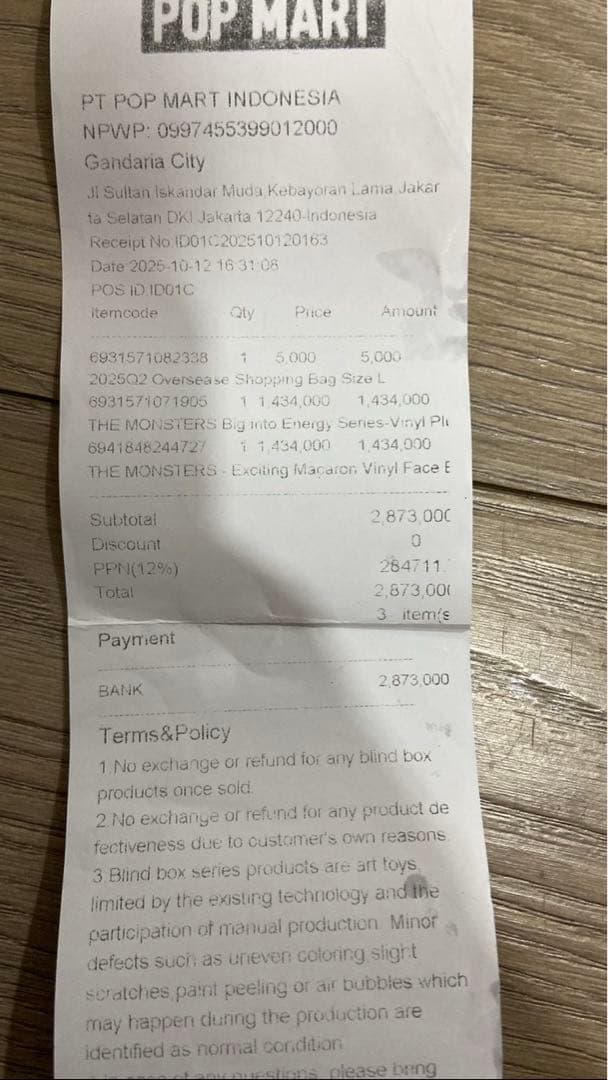 POP MART
PT POP MART INDONESIA
NPWP: 0997455399012000
Gandaria City
Jl Sultan Iskandar Muda,Kebayoran Lama Jakar
ta Selatan DKI Jakarta 12240-Indonesia
Receipt No:ID01C202510120163
Date:2025-10-12 16:31:08
POS ID:ID01C
itemcode Qty Price Amount
6931571082338 1 5,000 5,000
2025Q2 Oversease Shopping Bag Size L
6931571071905 1 1,434,000 1,434,000
THE MONSTERS Big into Energy Series-Vinyl Plu
6941848244727 1 1,434,000 1,434,000
THE MONSTERS - Exciting Macaron Vinyl Face B
Subtotal 2,873,000
Discount 0
PPN(12%) 284711.
Total 2,873,000
3 item(s
Payment
BANK 2,873,000
Terms&Policy
1.No exchange or refund for any blind box
products once sold.
2.No exchange or refund for any product de
fectiveness due to customer's own reasons.
3.Blind box series products are art toys,
limited by the existing technology and the
participation of manual production. Minor
defects such as uneven coloring,slight
scratches,paint peeling or air bubbles which
may happen during the production are
identified as normal condition.
in case of any questions, please bring